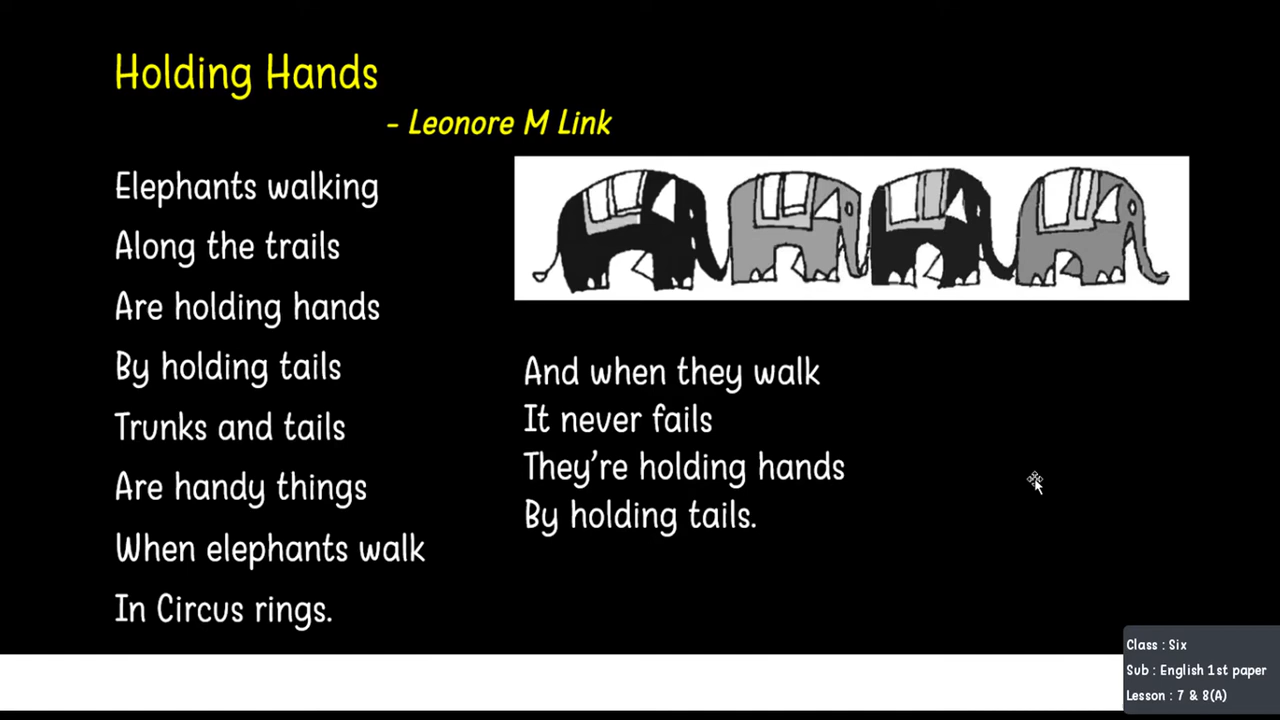 Holding Hands
- Leonore M Link
Elephants walking
Along the trails
Are holding hands
By holding tails
Trunks and tails
Are handy things
When elephants walk
In Circus rings.
And when they walk
It never fails
They're holding hands
By holding tails.
Class : Six
Sub : English 1st paper
Lesson : 7 & 8(A)